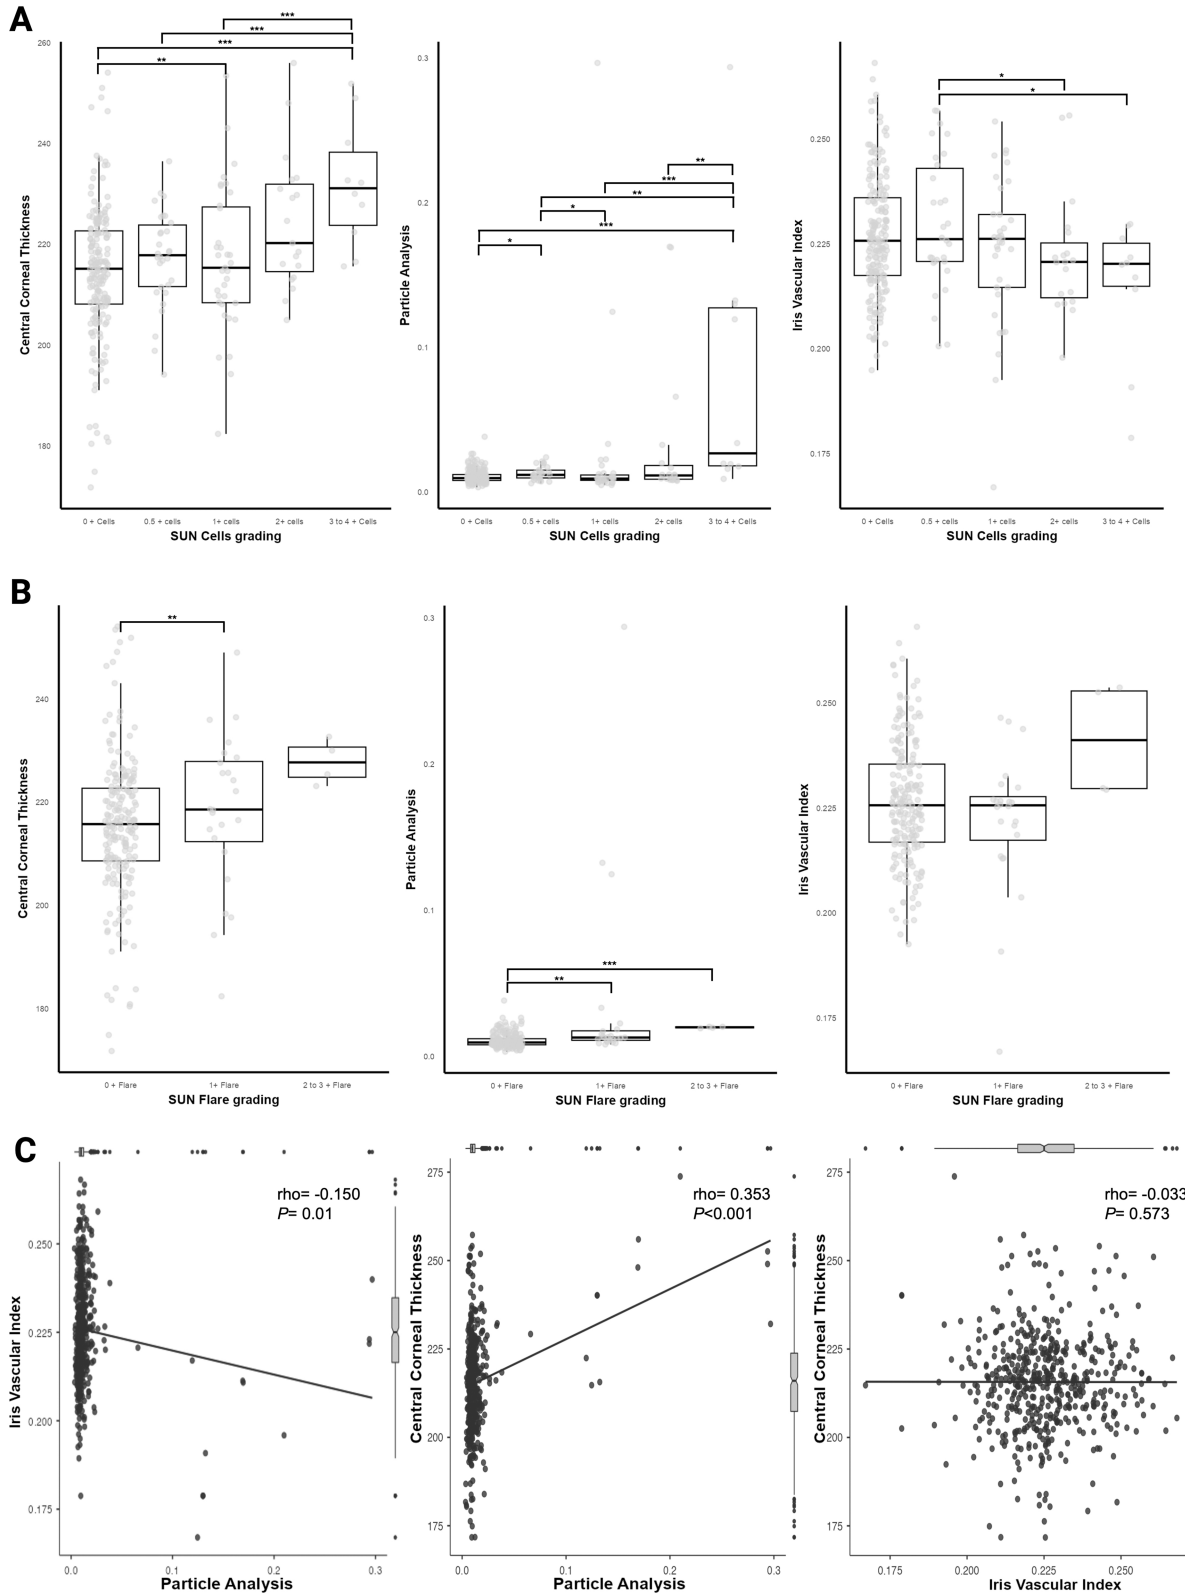 A
***
***
***
**
260
240
220
200
180
Central Corneal Thickness
0 + Cells
0.5 + cells
1+ cells
2+ cells
3 to 4 + Cells
SUN Cells grading
**
***
**
*
***
*
0.3
0.2
0.1
0.0
Particle Analysis
0 + Cells
0.5 + cells
1+ cells
2+ cells
3 to 4 + Cells
SUN Cells grading
*
*
0.250
0.225
0.200
0.175
Iris Vascular Index
0 + Cells
0.5 + cells
1+ cells
2+ cells
3 to 4 + Cells
SUN Cells grading
B
**
240
220
200
180
Central Corneal Thickness
0 + Flare
1+ Flare
2 to 3 + Flare
SUN Flare grading
***
**
0.3
0.2
0.1
0.0
Particle Analysis
0 + Flare
1+ Flare
2 to 3 + Flare
SUN Flare grading
0.250
0.225
0.200
0.175
Iris Vascular Index
0 + Flare
1+ Flare
2 to 3 + Flare
SUN Flare grading
C
rho= -0.150
P= 0.01
0.250
0.225
0.200
0.175
Iris Vascular Index
0.0
0.1
0.2
0.3
Particle Analysis
rho= 0.353
P<0.001
275
250
225
200
175
Central Corneal Thickness
0.0
0.1
0.2
0.3
Particle Analysis
rho= -0.033
P= 0.573
275
250
225
200
175
Central Corneal Thickness
0.175
0.200
0.225
0.250
Iris Vascular Index